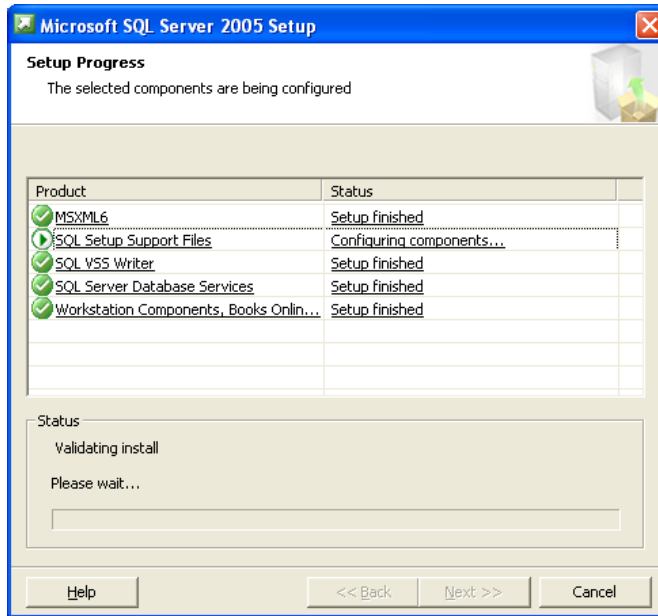 Microsoft SQL Server 2005 Setup
Setup Progress
The selected components are being configured
Product Status
MSXML6 Setup finished
SQL Setup Support Files Configuring components...
SQL VSS Writer Setup finished
SQL Server Database Services Setup finished
Workstation Components, Books Onlin... Setup finished
Status
Validating install
Please wait...
Help << Back Next >> Cancel